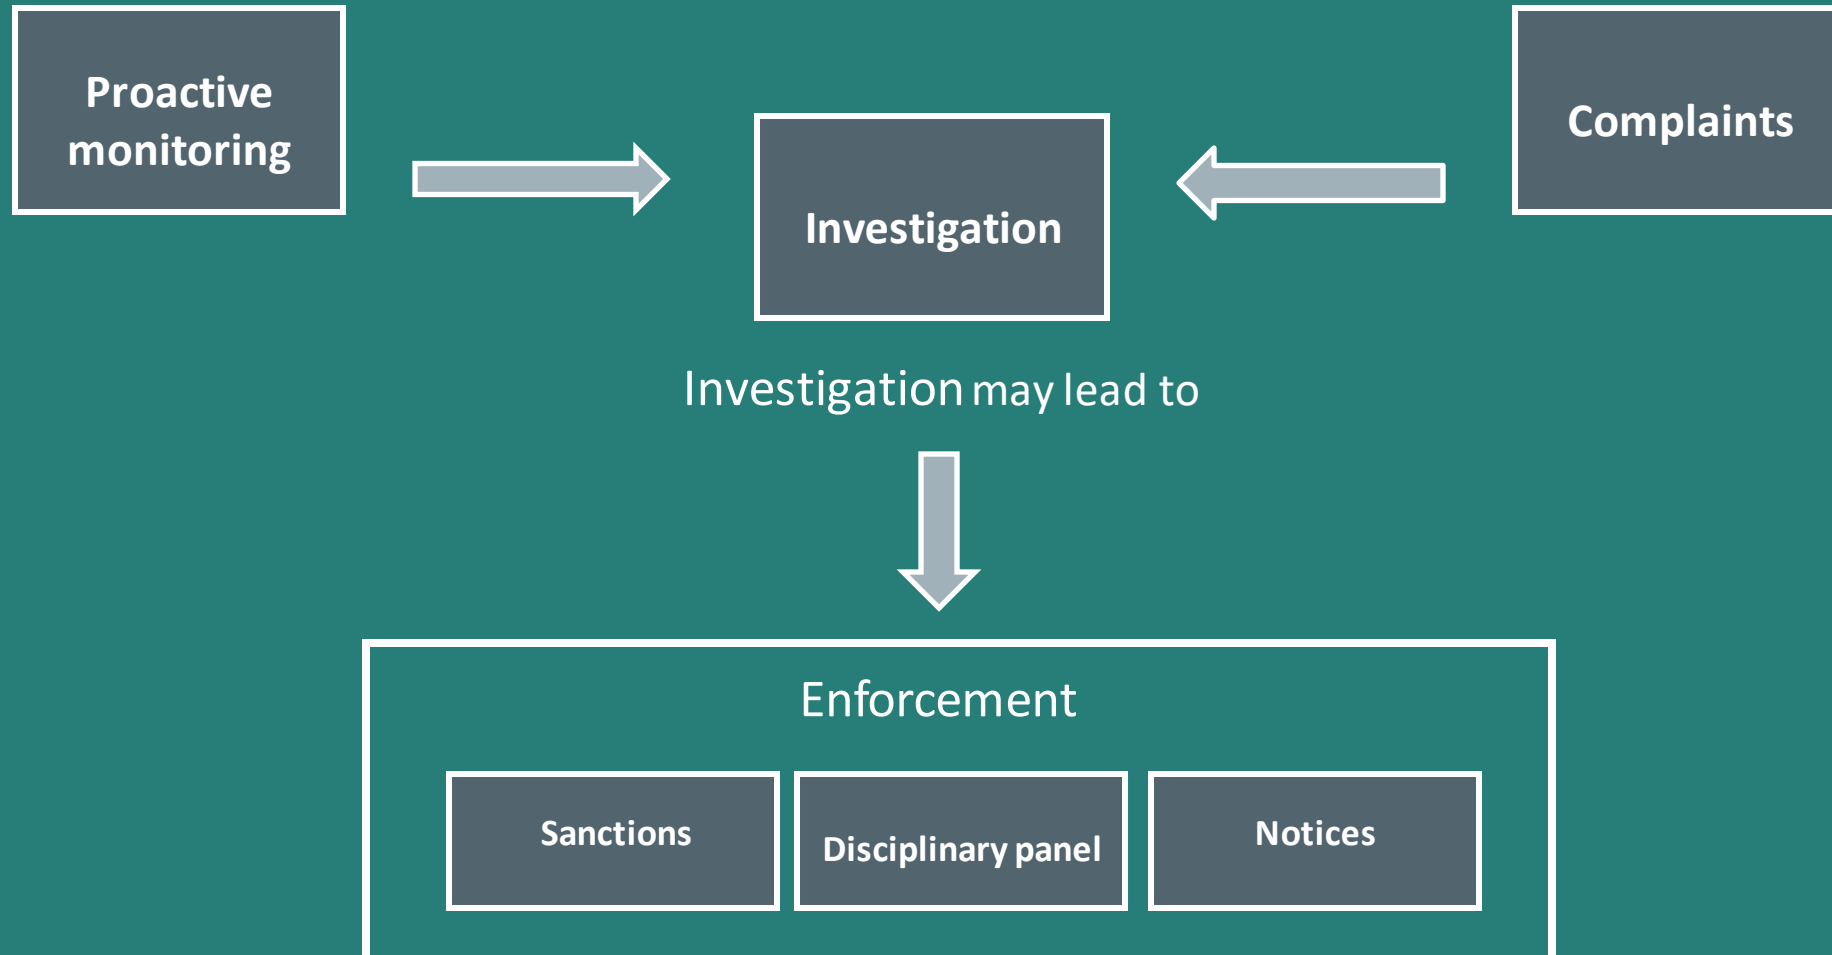 Proactive
monitoring
Complaints
Investigation
Investigation may lead to
Enforcement
Sanctions
Disciplinary panel
Notices